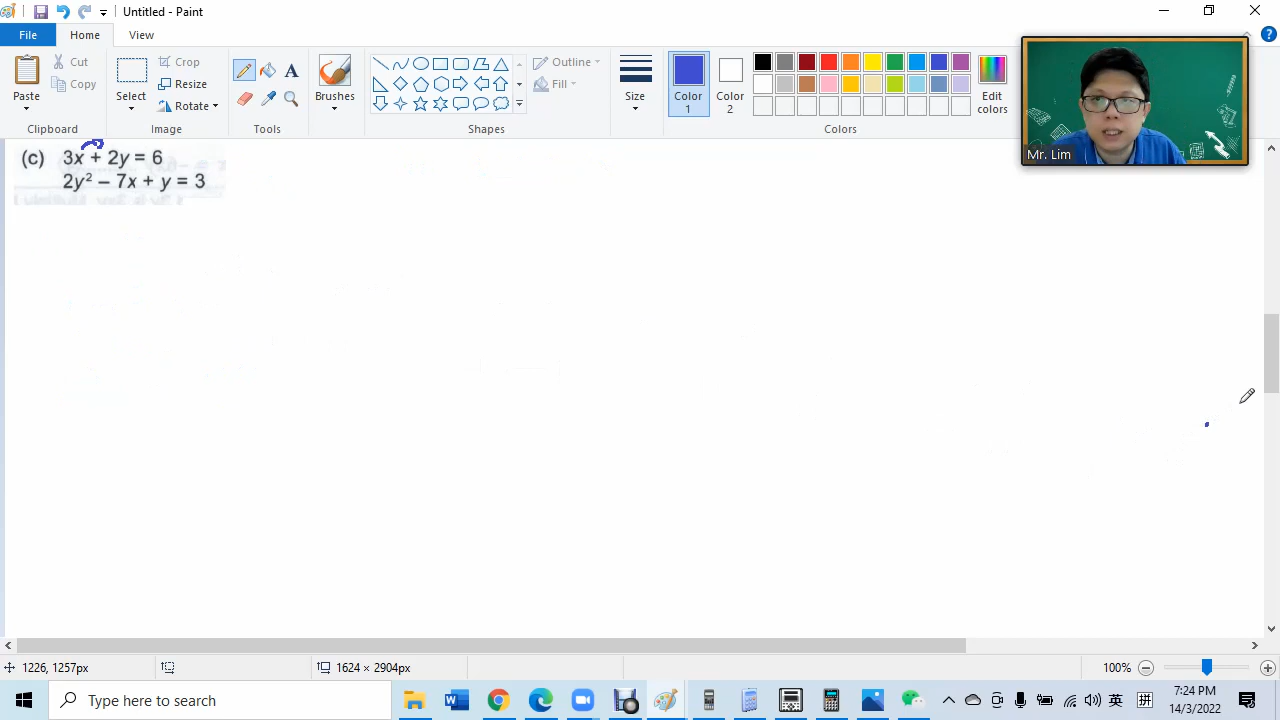 Untitled - Paint
File
Home
View
Paste
Cut
Copy
Clipboard
Select
Crop
Resize
Rotate
Image
A
Tools
Brushes
Outline
Fill
Shapes
Size
Color 1
Color 2
Edit colors
Colors
Mr. Lim
(c) 3x + 2y = 6
2y² – 7x + y = 3
1226, 1257px
1624 × 2904px
100%
Type here to search
英
拼
7:24 PM
14/3/2022